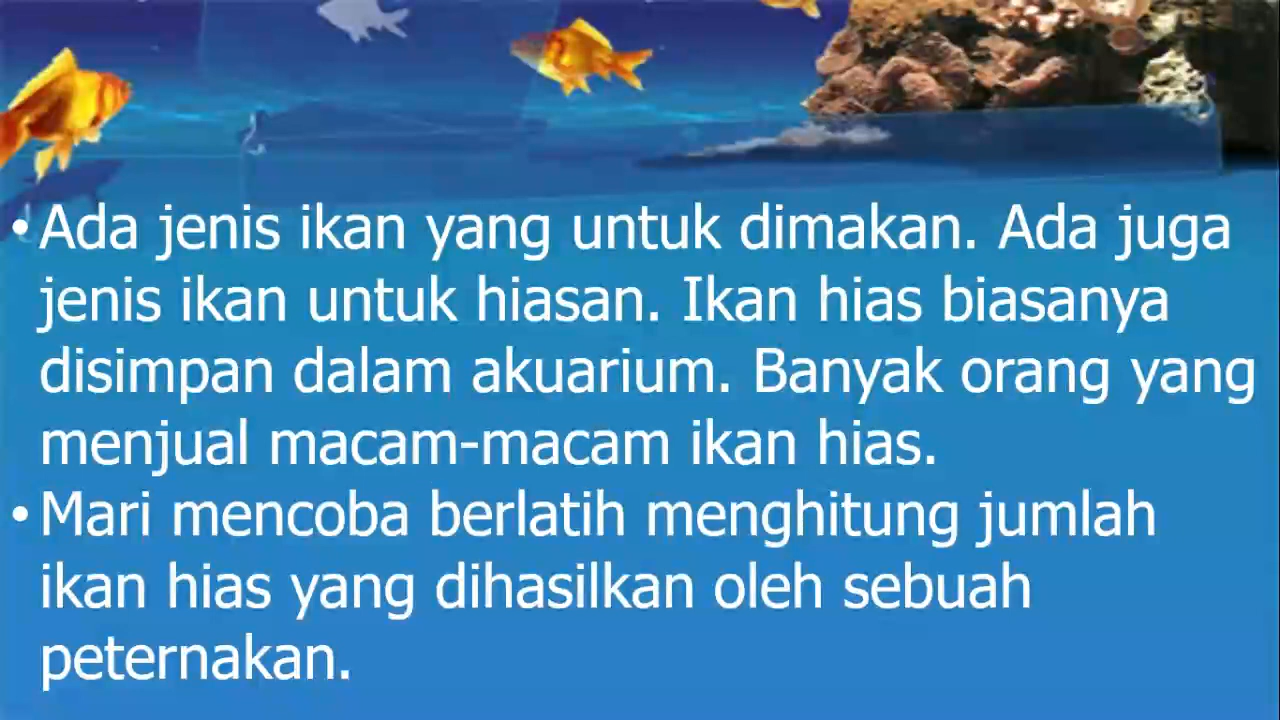 • Ada jenis ikan yang untuk dimakan. Ada juga
jenis ikan untuk hiasan. Ikan hias biasanya
disimpan dalam akuarium. Banyak orang yang
menjual macam-macam ikan hias.
• Mari mencoba berlatih menghitung jumlah
ikan hias yang dihasilkan oleh sebuah
peternakan.